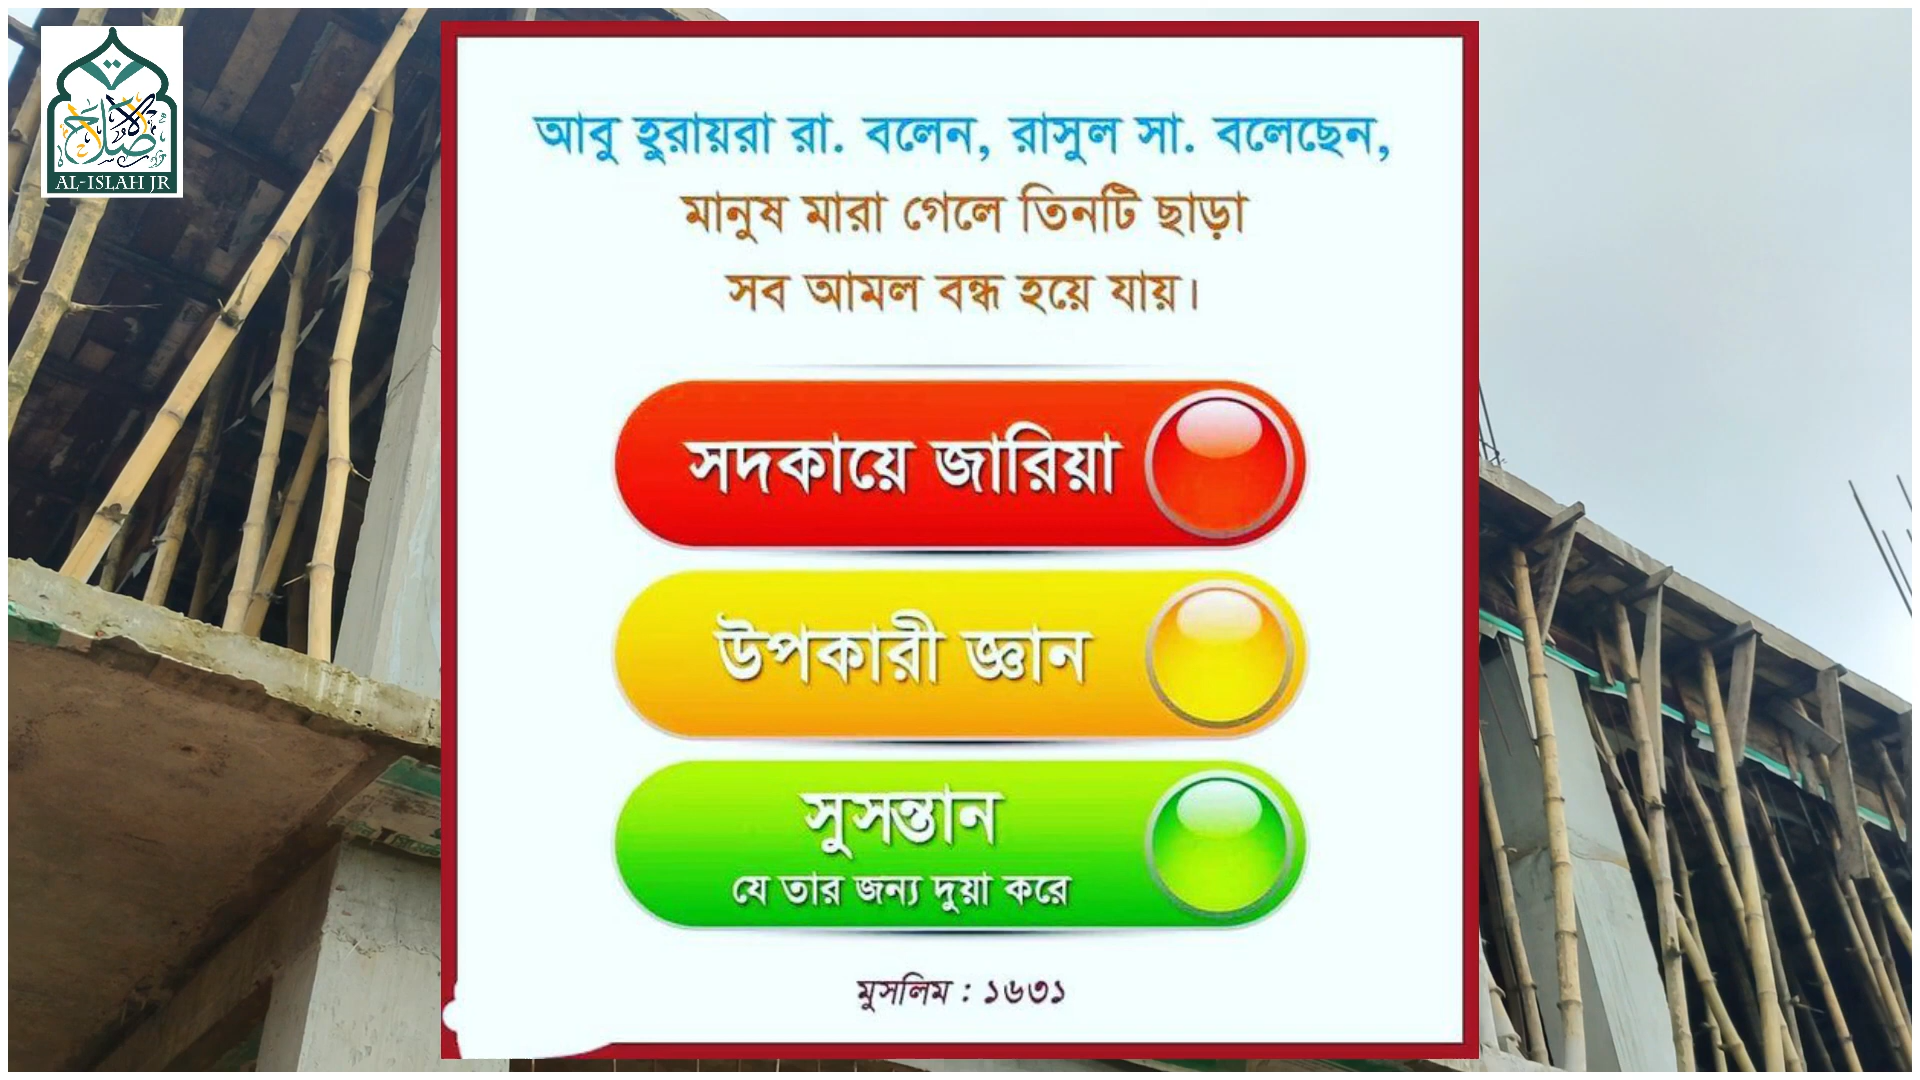 AL-ISLAH JR
আবু হুরায়রা রা. বলেন, রাসুল সা. বলেছেন,
মানুষ মারা গেলে তিনটি ছাড়া
সব আমল বন্ধ হয়ে যায়।
সদকায়ে জারিয়া
উপকারী জ্ঞান
সুসন্তান
যে তার জন্য দুয়া করে
মুসলিম : ১৬৩১